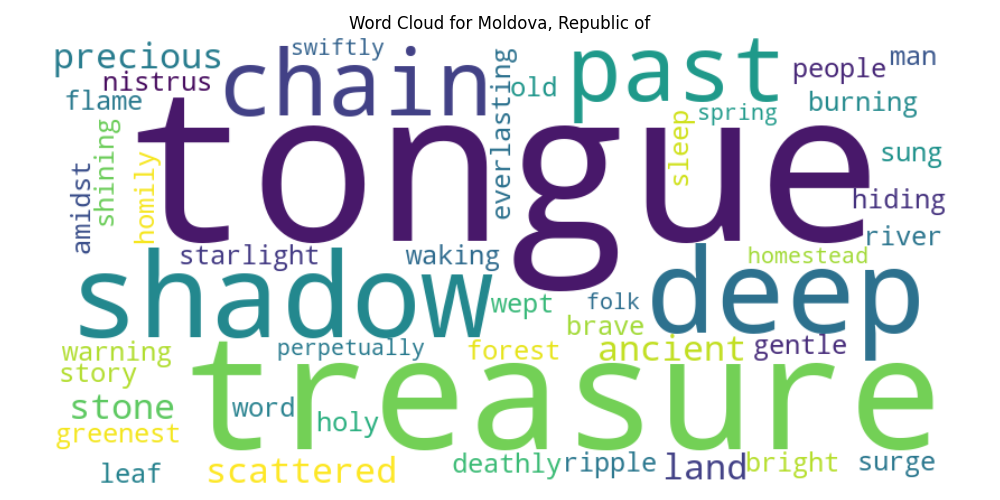 Word Cloud for Moldova, Republic of
swiftly
precious
chain
past
people
man
nistrus
everlasting
old
flame
spring
burning
tongue
sleep
shining
homily
amidst
sung
hiding
river
starlight
waking
homestead
shadow
deep
wept
folk
brave
warning
perpetually
forest
ancient
gentle
story
treasure
stone
word
holy
greenest
leaf
scattered
deathly
ripple
land
bright
surge